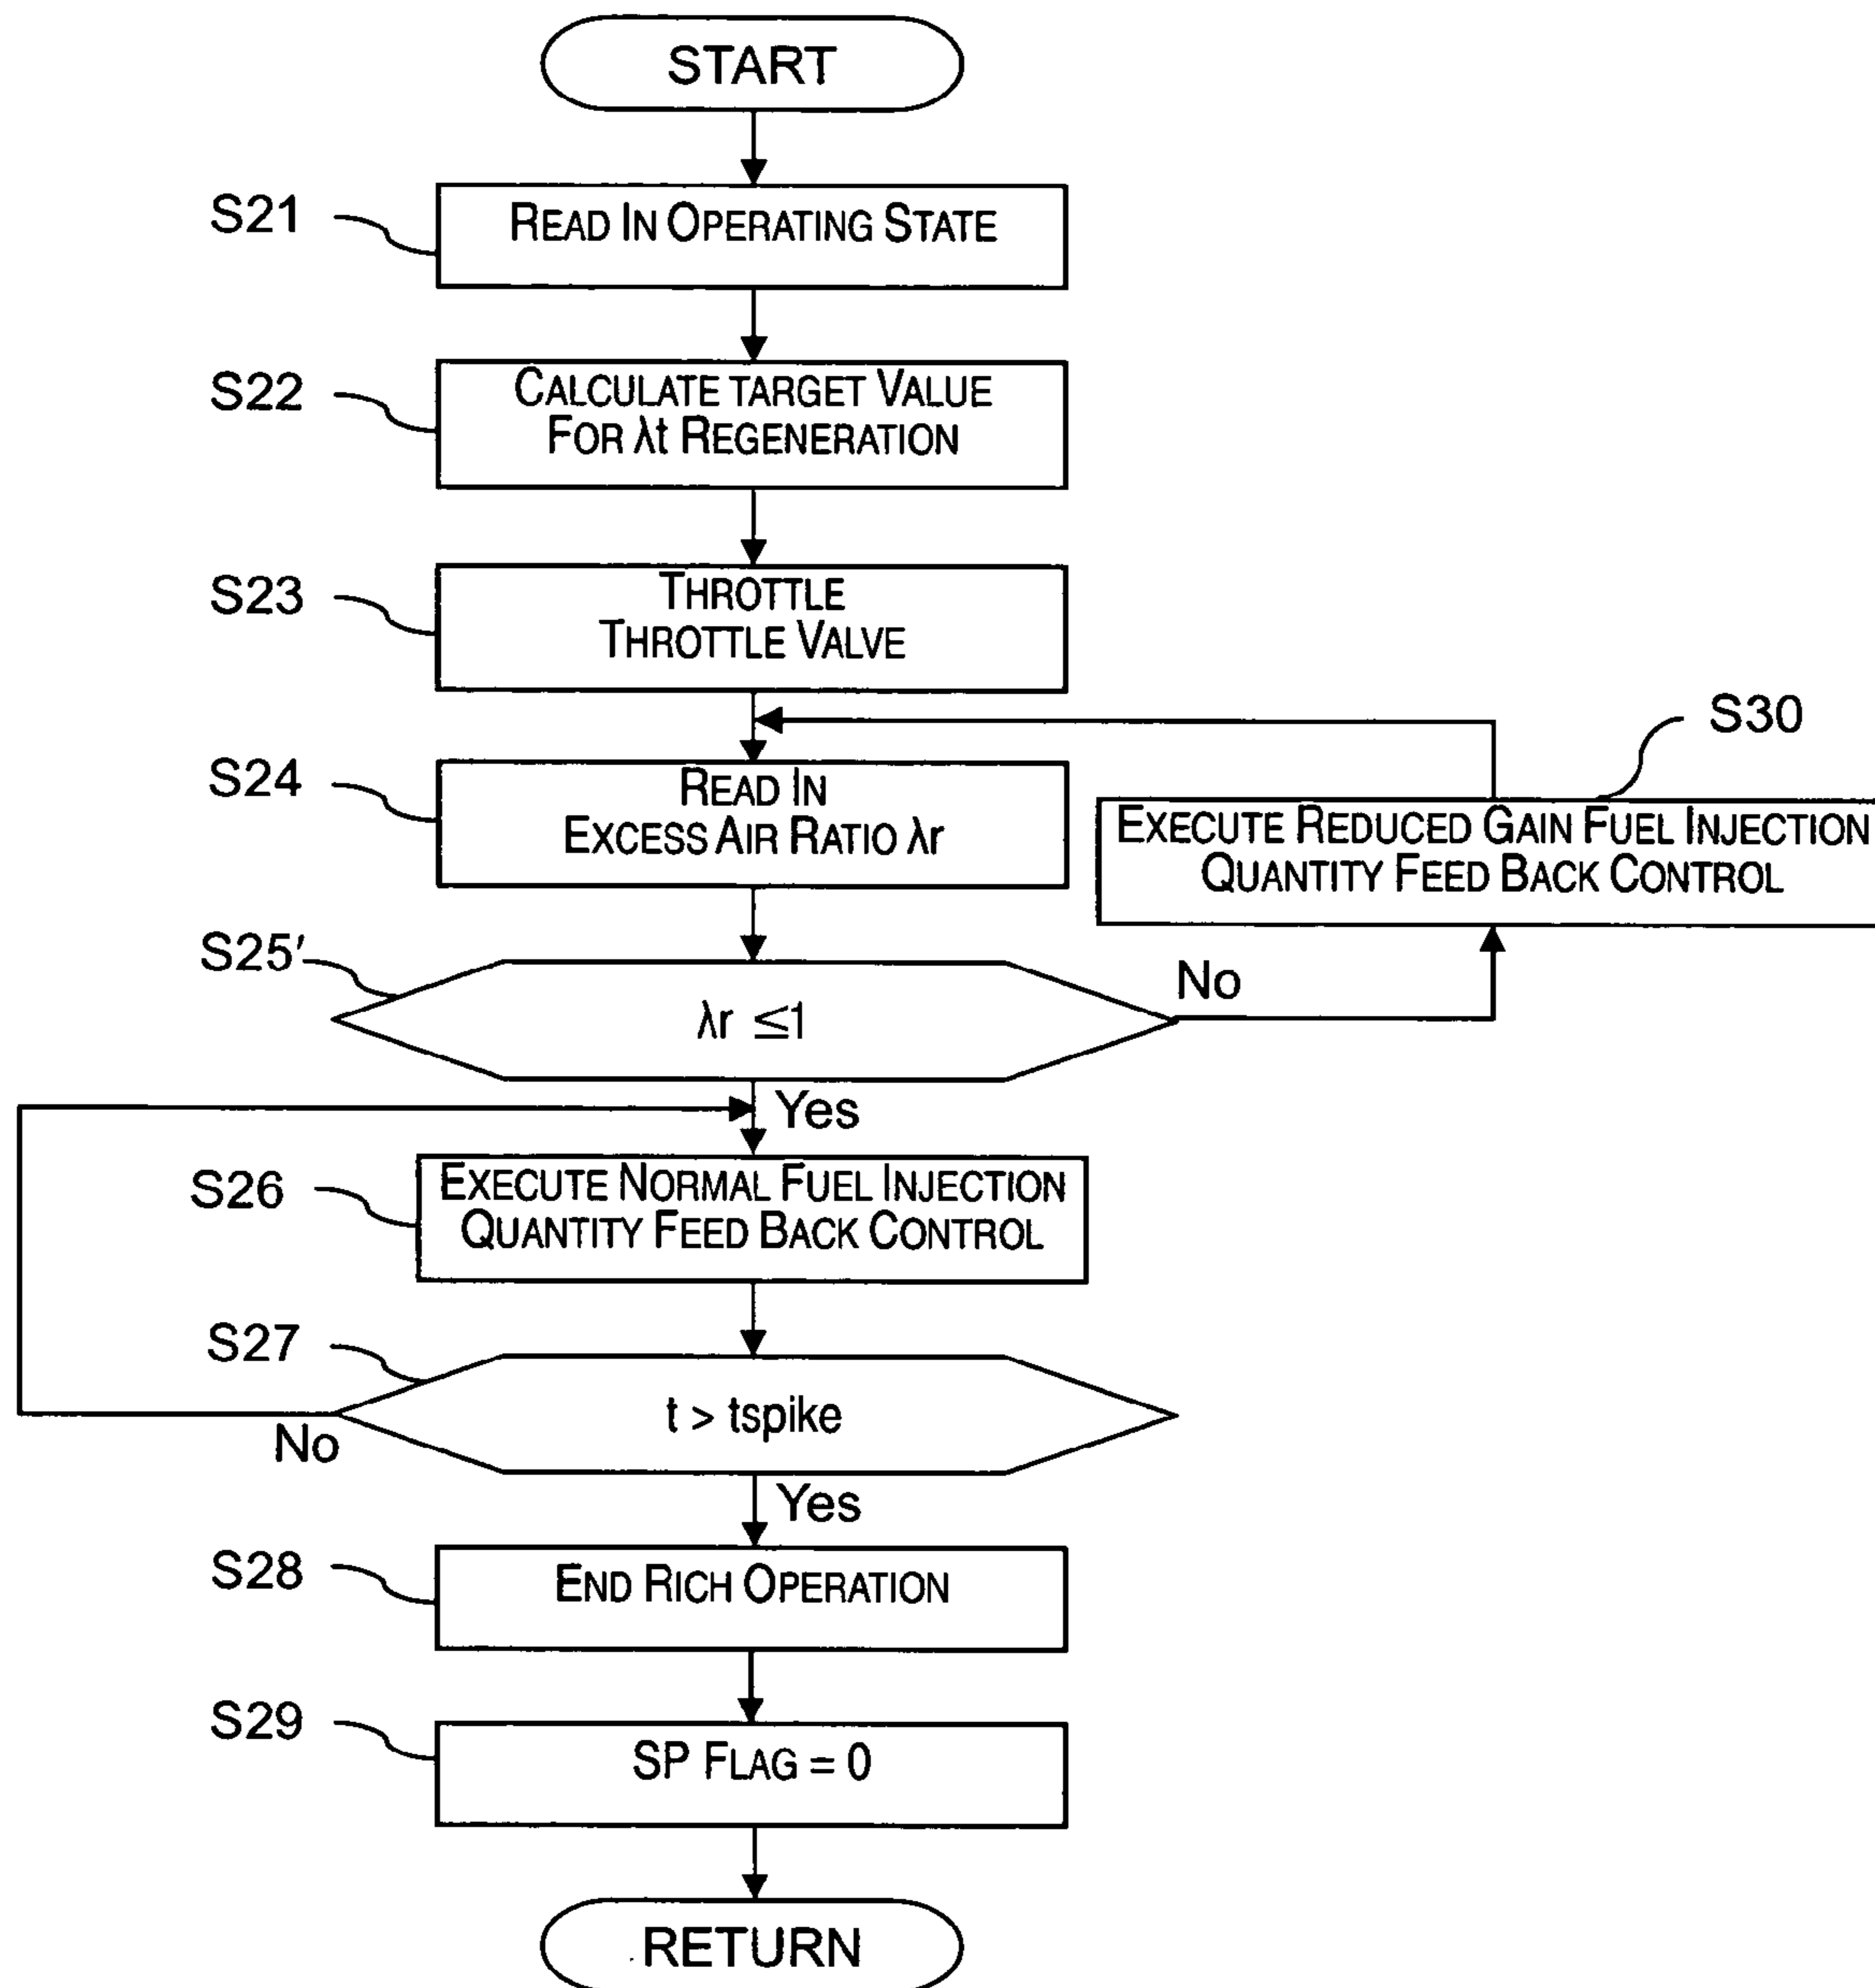 START
S21
READ IN OPERATING STATE
S22
CALCULATE TARGET VALUE
FOR λt REGENERATION
S23
THROTTLE
THROTTLE VALVE
S30
S24
READ IN
EXCESS AIR RATIO λr
EXECUTE REDUCED GAIN FUEL INJECTION
QUANTITY FEED BACK CONTROL
S25'
λr ≤1
No
Yes
S26
EXECUTE NORMAL FUEL INJECTION
QUANTITY FEED BACK CONTROL
S27
t > tspike
No
Yes
S28
END RICH OPERATION
S29
SP FLAG = 0
RETURN